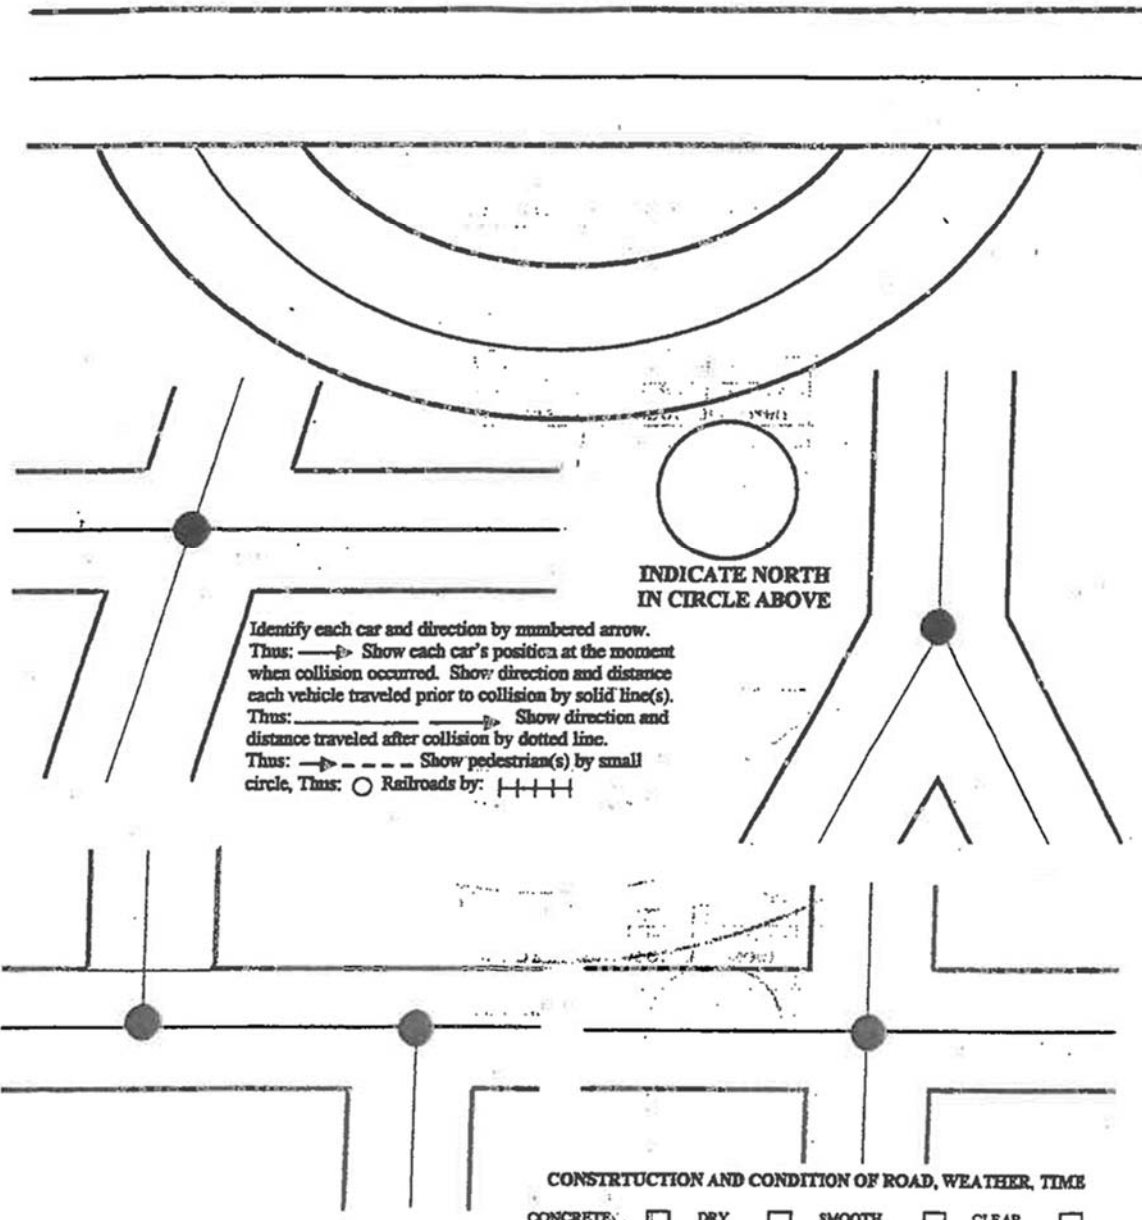 INDICATE NORTH
IN CIRCLE ABOVE
Identify each car and direction by numbered arrow.
Thus: Show each car's position at the moment
when collision occurred. Show direction and distance
each vehicle traveled prior to collision by solid line(s).
Thus: Show direction and
distance traveled after collision by dotted line.
Thus: Show pedestrian(s) by small
circle, Thus: Railroads by:
CONSTRTUCTION AND CONDITION OF ROAD, WEATHER, TIME
CONCRETE: DRY SMOOTH CLEAR